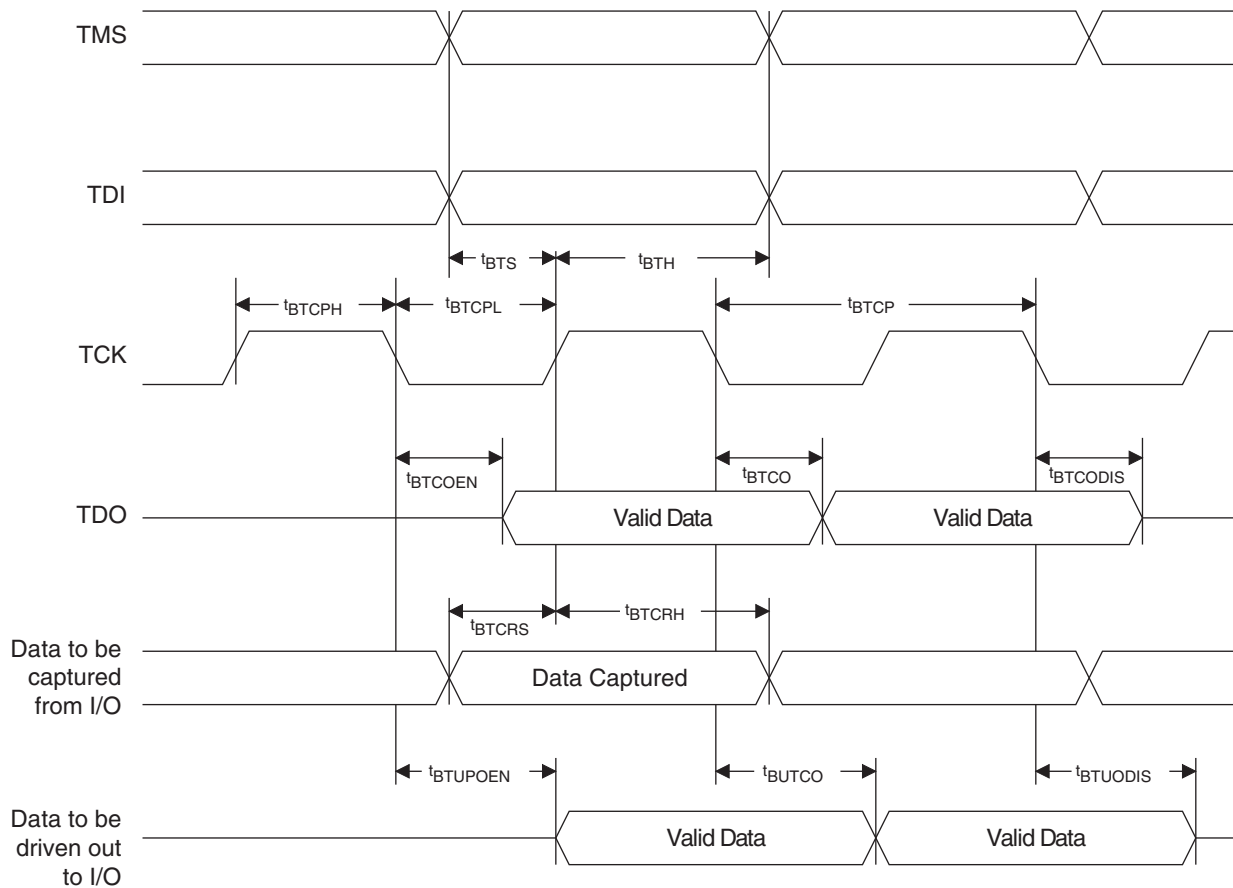 TMS
TDI
tBTS
tBTH
tBTCPH
tBTCPL
tBTCP
TCK
tBTCOEN
tBTCO
tBTCODIS
TDO
Valid Data
Valid Data
tBTCRS
tBTCRH
Data to be
captured
from I/O
Data Captured
tBTUPOEN
tBUTCO
tBTUODIS
Data to be
driven out
to I/O
Valid Data
Valid Data